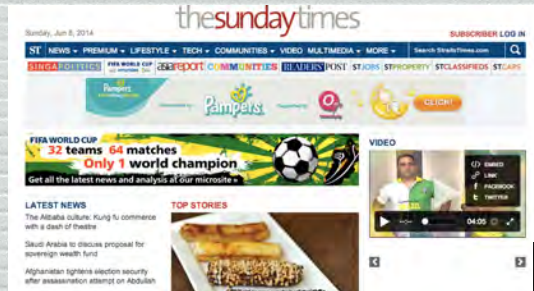 thesundaytimes
Sunday, Jun 8, 2014
SUBSCRIBER LOG IN
ST NEWS PREMIUM LIFESTYLE TECH COMMUNITIES VIDEO MULTIMEDIA MORE Search StraitsTimes.com
SINGAPOLITICS FIFA WORLD CUP asiareport COMMUNITIES READERS' POST STJOBS STPROPERTY STCLASSIFIEDS STCARS
Pampers Pampers CLICK!
FIFA WORLD CUP
32 teams 64 matches
Only 1 world champion
Get all the latest news and analysis at our microsite »
VIDEO
EMBED
LINK
FACEBOOK
TWITTER
04:05
LATEST NEWS
The Alibaba culture: Kung fu commerce
with a dash of theatre
Saudi Arabia to discuss proposal for
sovereign wealth fund
Afghanistan tightens election security
after assassination attempt on Abdullah
TOP STORIES